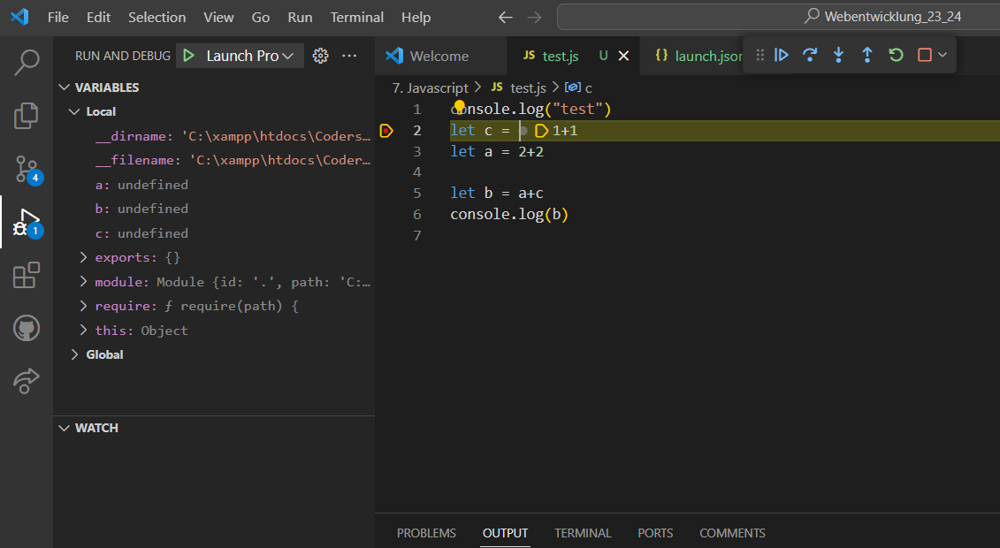 File Edit Selection View Go Run Terminal Help Webentwicklung_23_24
RUN AND DEBUG Launch Pro
VARIABLES
Local
__dirname: 'C:\xampp\htdocs\Coders…
__filename: 'C:\xampp\htdocs\Coder…
a: undefined
b: undefined
c: undefined
exports: {}
module: Module {id: '.', path: 'C:…
require: ƒ require(path) {
this: Object
Global
WATCH
4
1
Welcome JS test.js U {} launch.json
7. Javascript > JS test.js > c
1 console.log("test")
2 let c = 1+1
3 let a = 2+2
4
5 let b = a+c
6 console.log(b)
7
PROBLEMS OUTPUT TERMINAL PORTS COMMENTS